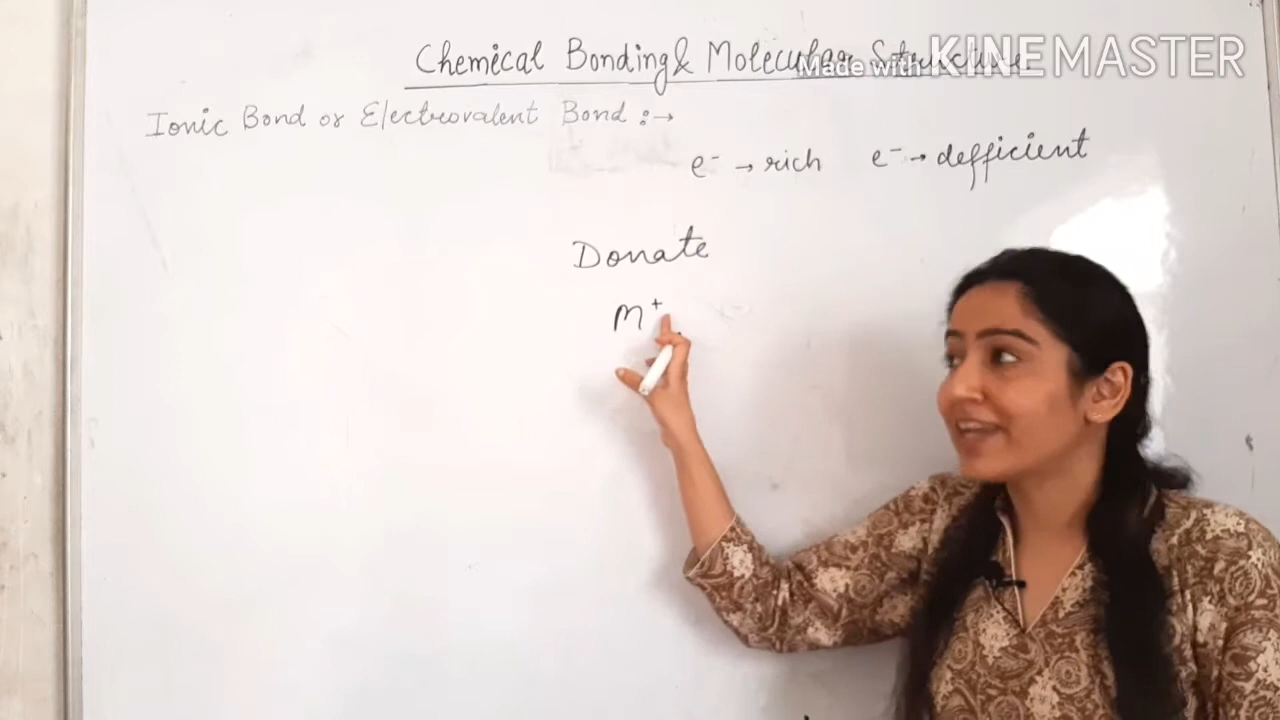 Chemical Bonding & Molecular Structure
Made with KINEMASTER
Ionic Bond or Electrovalent Bond :→
e⁻ → rich e⁻ → defficient
Donate
M⁺